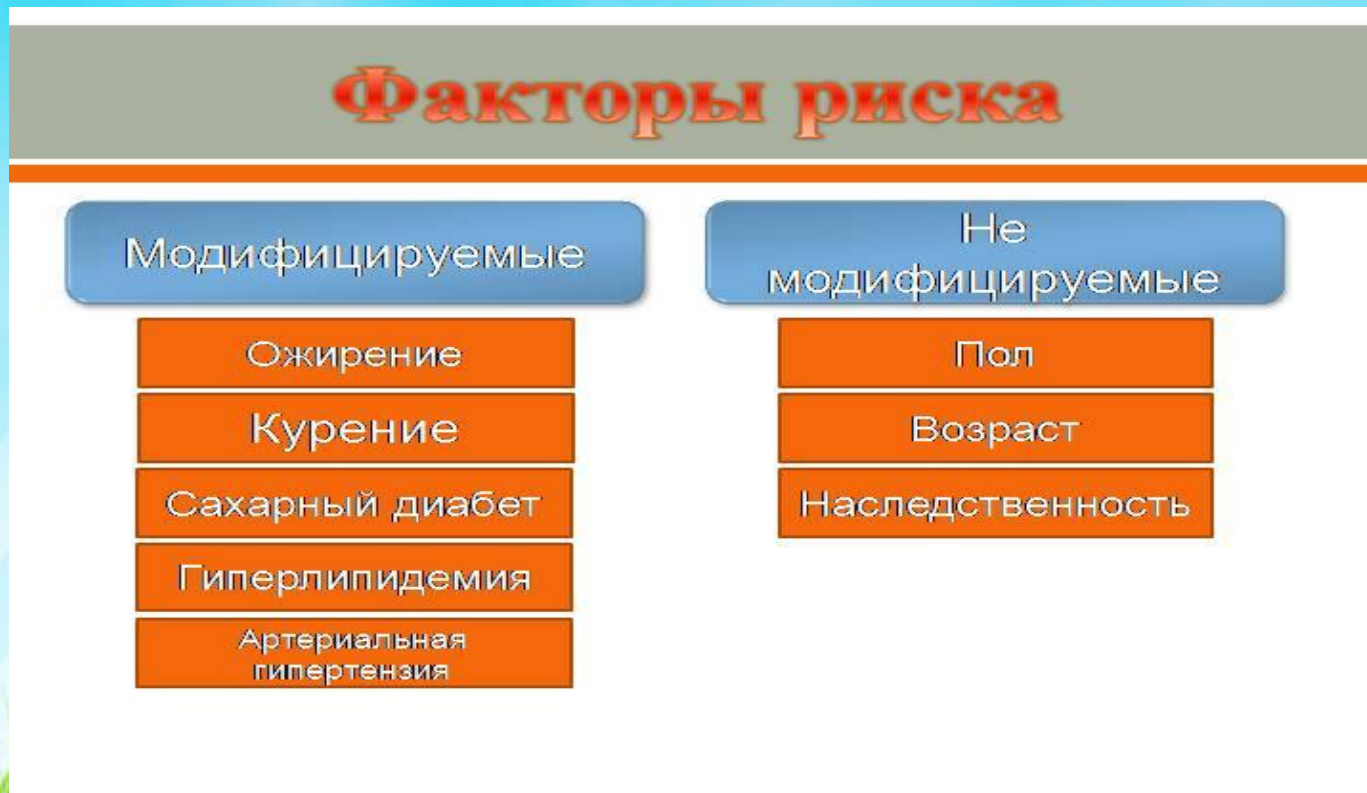 Факторы риска
Модифицируемые
Ожирение
Курение
Сахарный диабет
Гиперлипидемия
Артериальная
гипертензия
Не
модифицируемые
Пол
Возраст
Наследственность